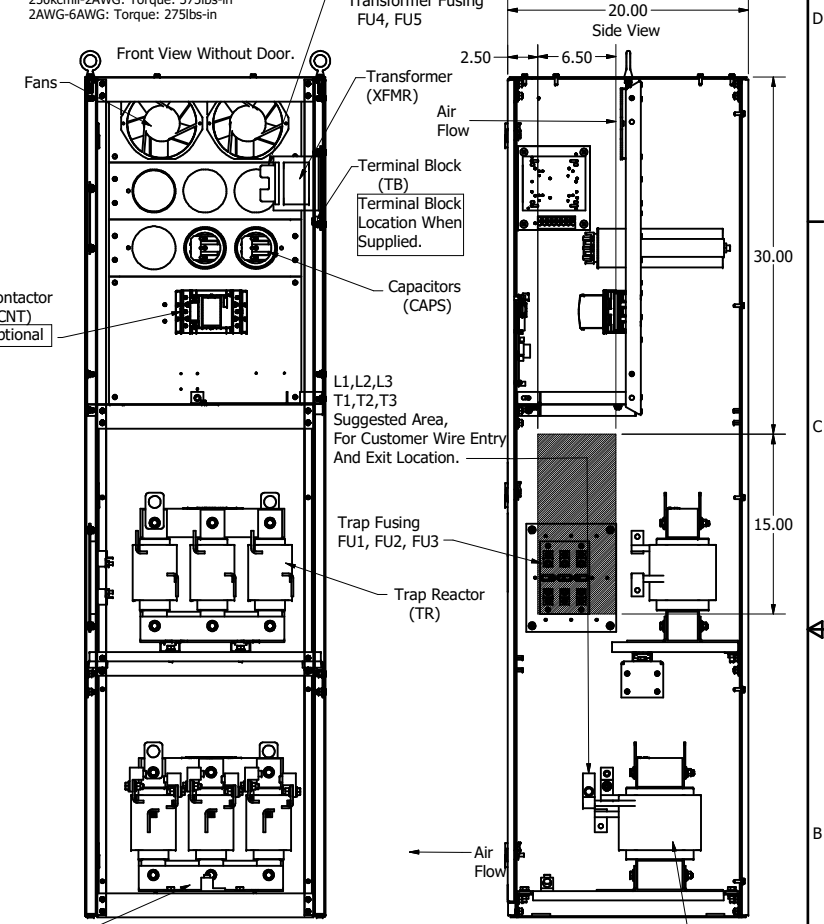 250kcmil-2AWG: Torque: 375lbs-in
2AWG-6AWG: Torque: 275lbs-in
Transformer Fusing
FU4, FU5
20.00
Side View
D
Front View Without Door.
2.50
6.50
Fans
Transformer
(XFMR)
Air
Flow
Terminal Block
(TB)
Terminal Block
Location When
Supplied.
30.00
Capacitors
(CAPS)
L1,L2,L3
T1,T2,T3
Suggested Area,
For Customer Wire Entry
And Exit Location.
C
Trap Fusing
FU1, FU2, FU3
15.00
Trap Reactor
(TR)
Air
Flow
B